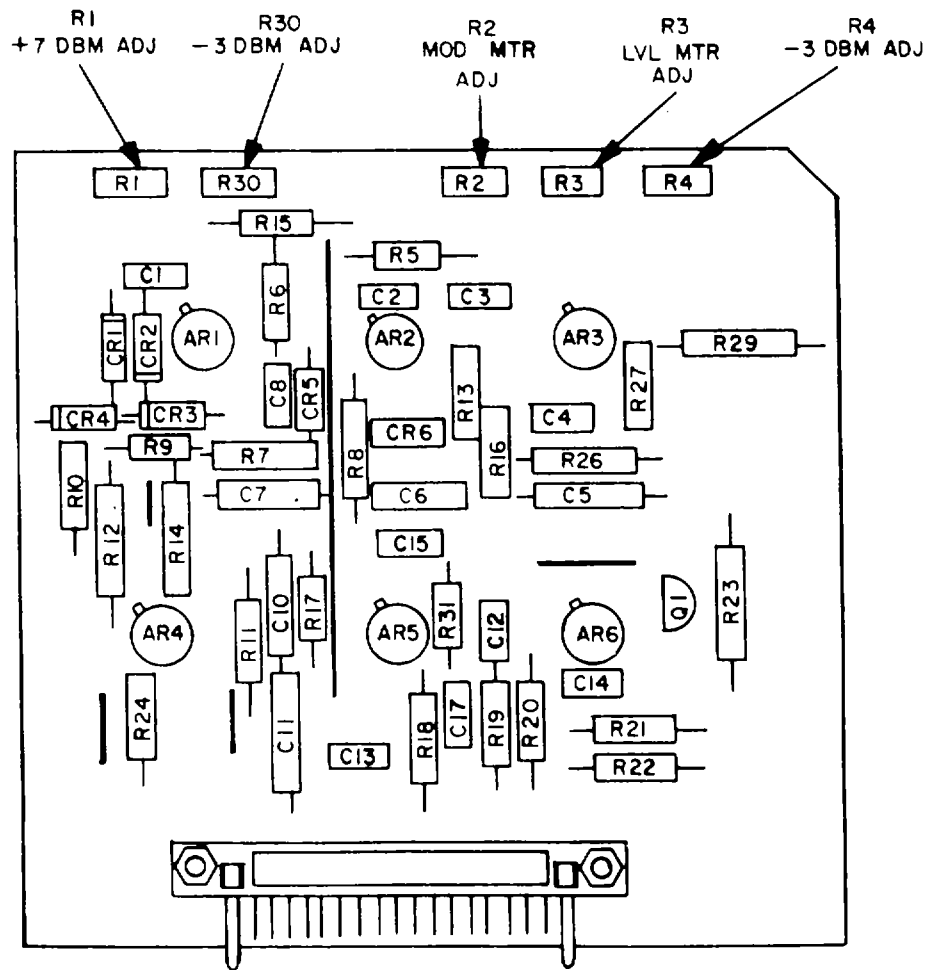 R1
+7 DBM ADJ
R30
-3 DBM ADJ
R2
MOD MTR
ADJ
R3
LVL MTR
ADJ
R4
-3 DBM ADJ
R1
R30
R2
R3
R4
R15
R5
C1
R6
C2
C3
AR1
AR2
AR3
R29
CR1
CR2
R27
C8
CR5
R13
CR4
CR3
C4
CR6
R9
R7
R8
R16
R26
R10
C7
C6
C5
R12
R14
C15
R11
C10
R17
R31
C12
Q1
R23
AR4
AR5
AR6
C14
R24
C11
R18
C17
R19
R20
R21
C13
R22